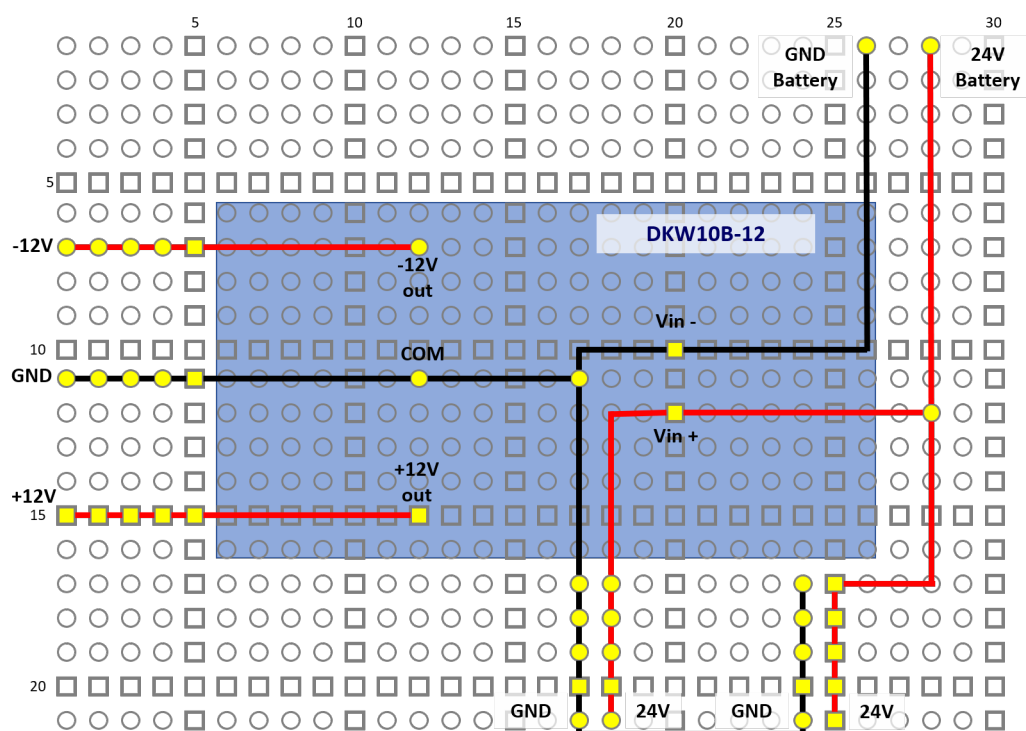 5 10 15 20 25 30
GND
Battery
24V
Battery
5
DKW10B-12
-12V
-12V
out
Vin -
10
COM
GND
Vin +
+12V
out
+12V
15
20
GND
24V
GND
24V